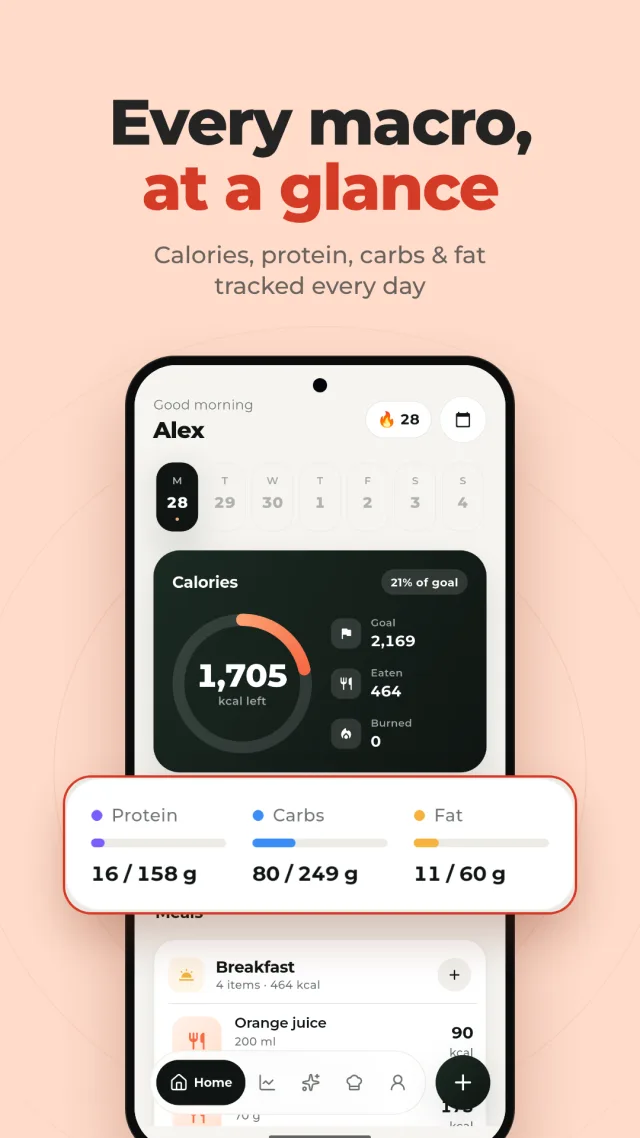 Every macro,
at a glance
Calories, protein, carbs & fat
tracked every day
Good morning
Alex
🔥 28
M T W T F S S
28 29 30 1 2 3 4
Calories
21% of goal
1,705
kcal left
Goal
2,169
Eaten
464
Burned
0
Protein
16 / 158 g
Carbs
80 / 249 g
Fat
11 / 60 g
Meals
Breakfast
4 items · 464 kcal
Orange juice
200 ml
90
kcal
Home
70 g
kcal